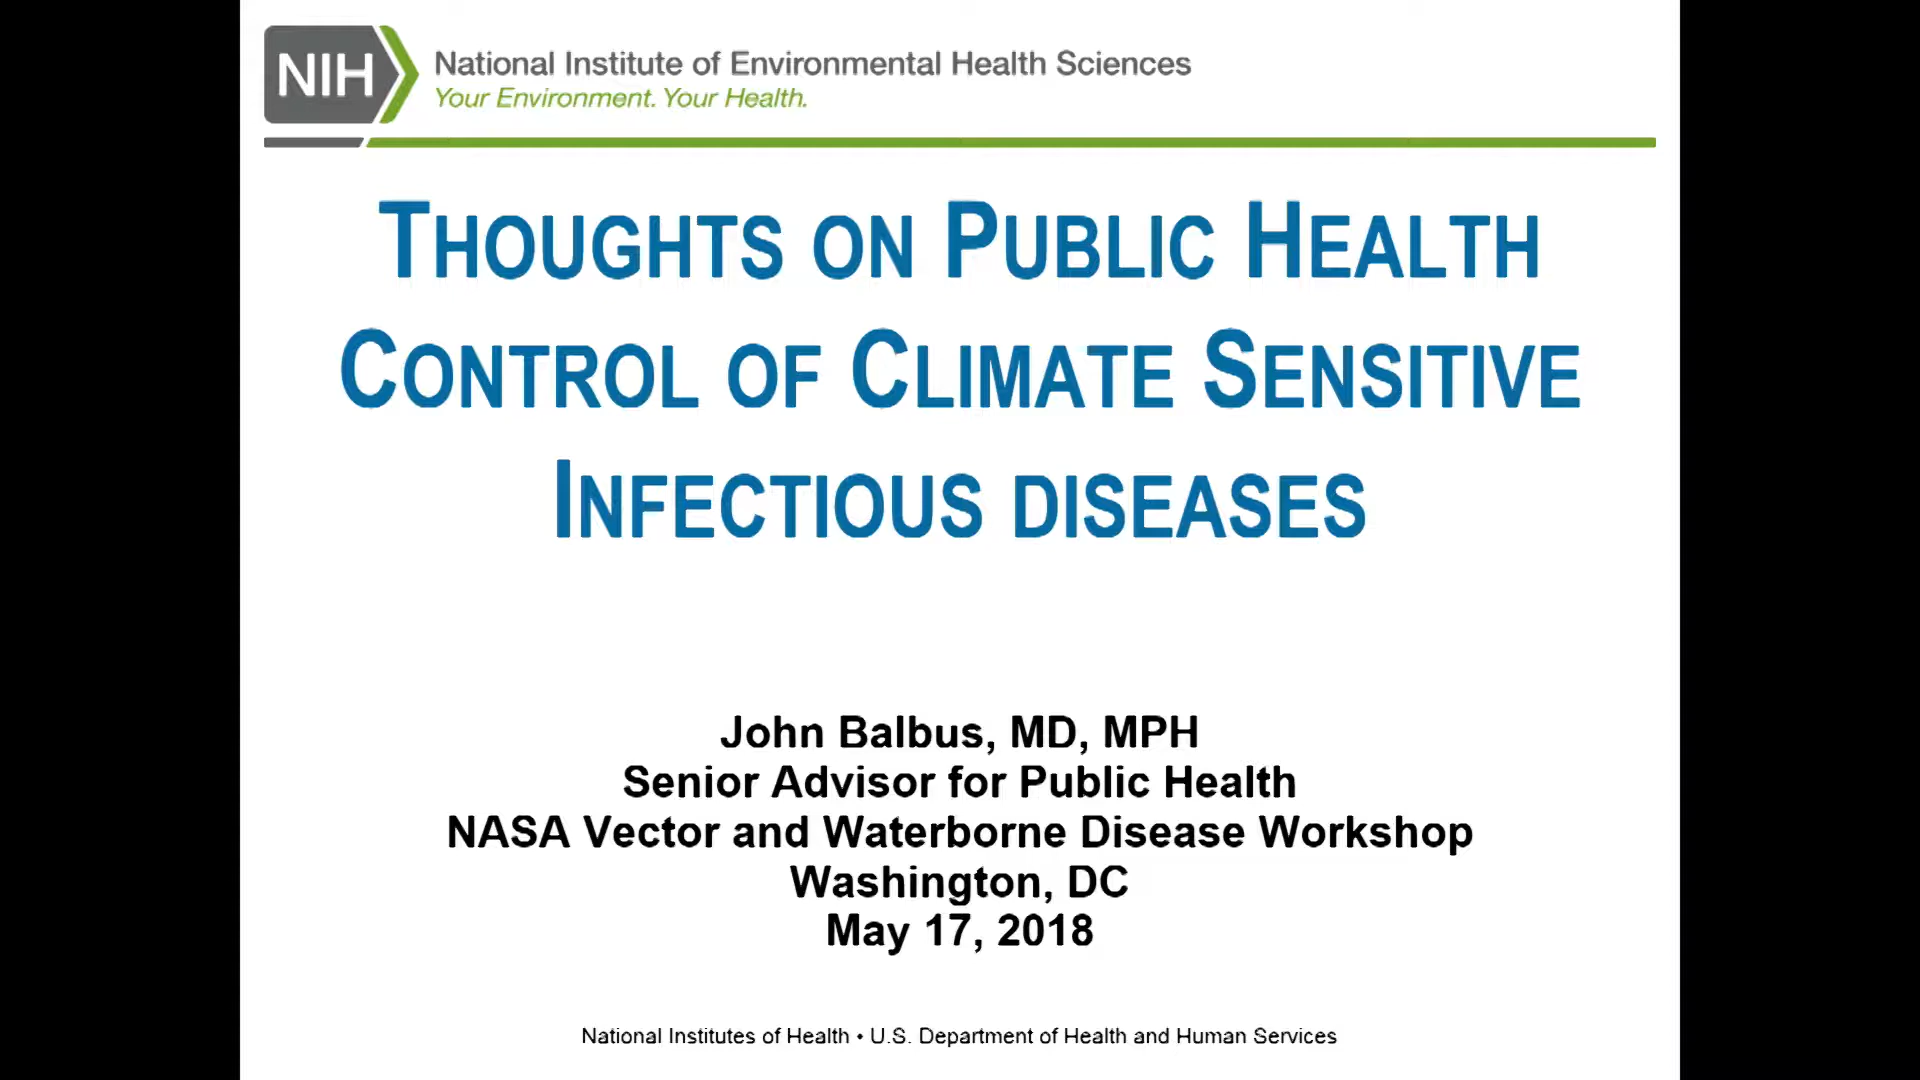 NIH
National Institute of Environmental Health Sciences
Your Environment. Your Health.
THOUGHTS ON PUBLIC HEALTH
CONTROL OF CLIMATE SENSITIVE
INFECTIOUS DISEASES
John Balbus, MD, MPH
Senior Advisor for Public Health
NASA Vector and Waterborne Disease Workshop
Washington, DC
May 17, 2018
National Institutes of Health • U.S. Department of Health and Human Services